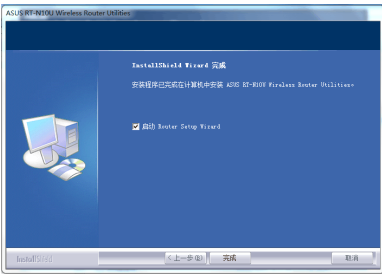 ASUS RT-N10U Wireless Router Utilities
InstallShield Wizard 完成
安装程序已完成在计算机中安装 ASUS RT-N10U Wireless Router Utilities。
启动 Router Setup Wizard
InstallShield
< 上一步(B) 完成 取消